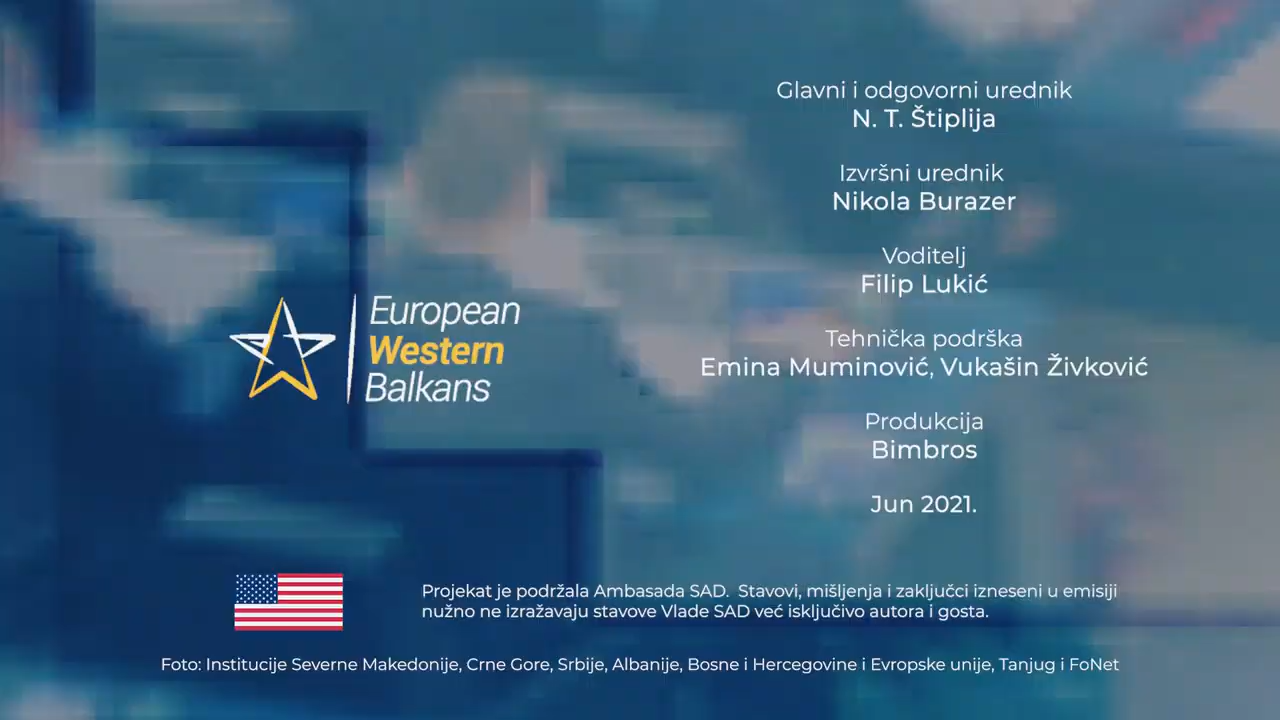 Glavni i odgovorni urednik
N. T. Štiplija
Izvršni urednik
Nikola Burazer
Voditelj
Filip Lukić
Tehnička podrška
Emina Muminović, Vukašin Živković
Produkcija
Bimbros
Jun 2021.
European
Western
Balkans
Projekat je podržala Ambasada SAD. Stavovi, mišljenja i zaključci izneseni u emisiji
nužno ne izražavaju stavove Vlade SAD već isključivo autora i gosta.
Foto: Institucije Severne Makedonije, Crne Gore, Srbije, Albanije, Bosne i Hercegovine i Evropske unije, Tanjug i FoNet